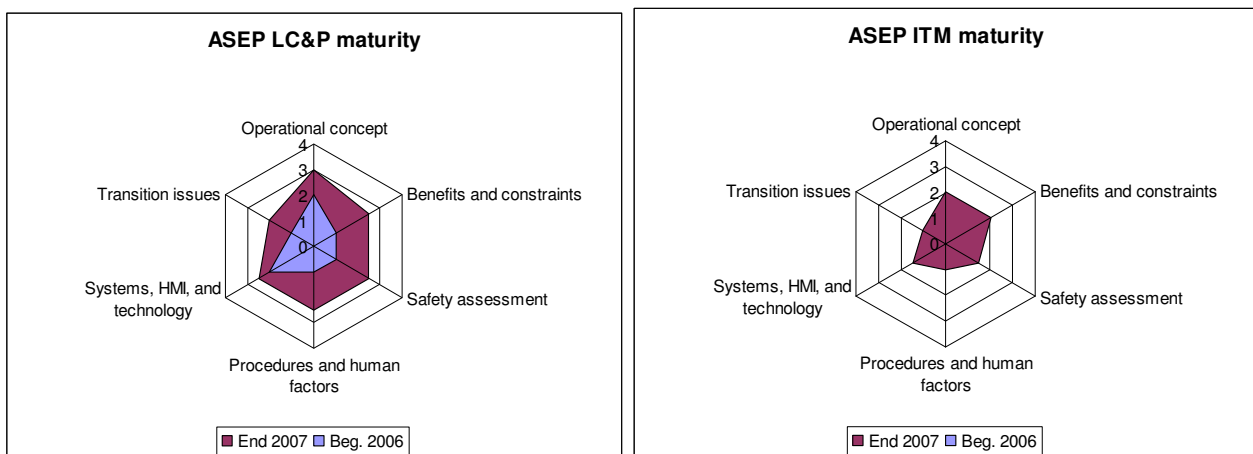 ASEP LC&P maturity
Operational concept
4
3
2
1
0
Transition issues
Benefits and constraints
Systems, HMI, and
technology
Safety assessment
Procedures and human
factors
End 2007 Beg. 2006
ASEP ITM maturity
Operational concept
4
3
2
1
0
Transition issues
Benefits and constraints
Systems, HMI, and
technology
Safety assessment
Procedures and human
factors
End 2007 Beg. 2006